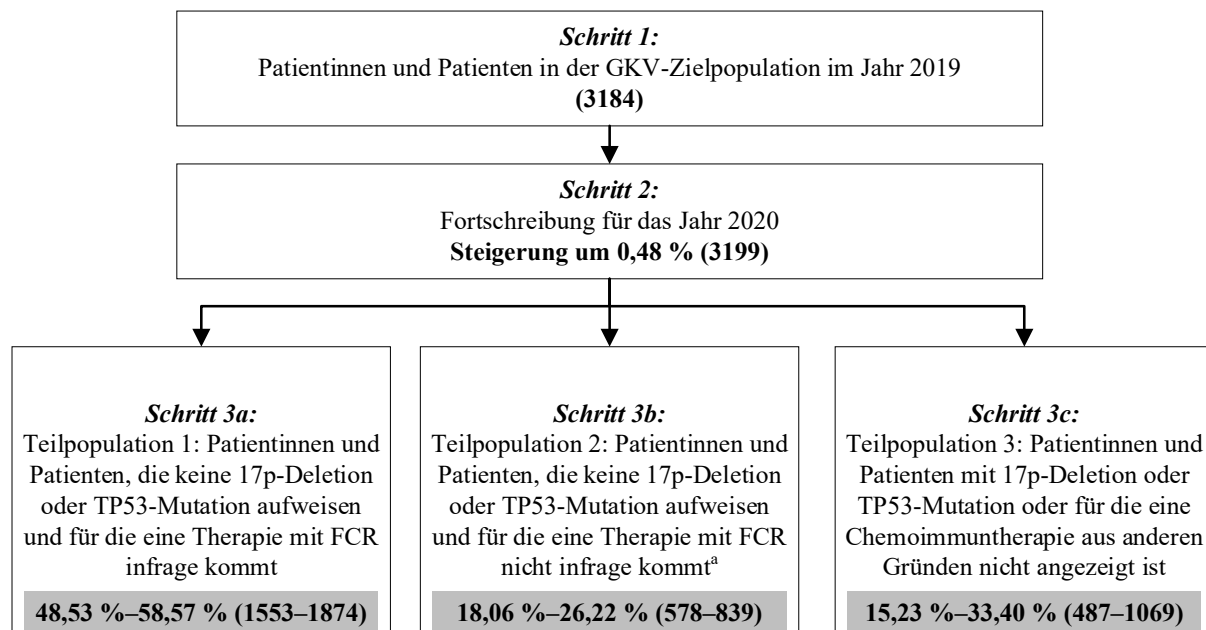 Schritt 1:
Patientinnen und Patienten in der GKV-Zielpopulation im Jahr 2019
(3184)
Schritt 2:
Fortschreibung für das Jahr 2020
Steigerung um 0,48 % (3199)
Schritt 3a:
Teilpopulation 1: Patientinnen und
Patienten, die keine 17p-Deletion
oder TP53-Mutation aufweisen
und für die eine Therapie mit FCR
infrage kommt
48,53 %–58,57 % (1553–1874)
Schritt 3b:
Teilpopulation 2: Patientinnen und
Patienten, die keine 17p-Deletion
oder TP53-Mutation aufweisen
und für die eine Therapie mit FCR
nicht infrage kommtᵃ
18,06 %–26,22 % (578–839)
Schritt 3c:
Teilpopulation 3: Patientinnen und
Patienten mit 17p-Deletion oder
TP53-Mutation oder für die eine
Chemoimmuntherapie aus anderen
Gründen nicht angezeigt ist
15,23 %–33,40 % (487–1069)